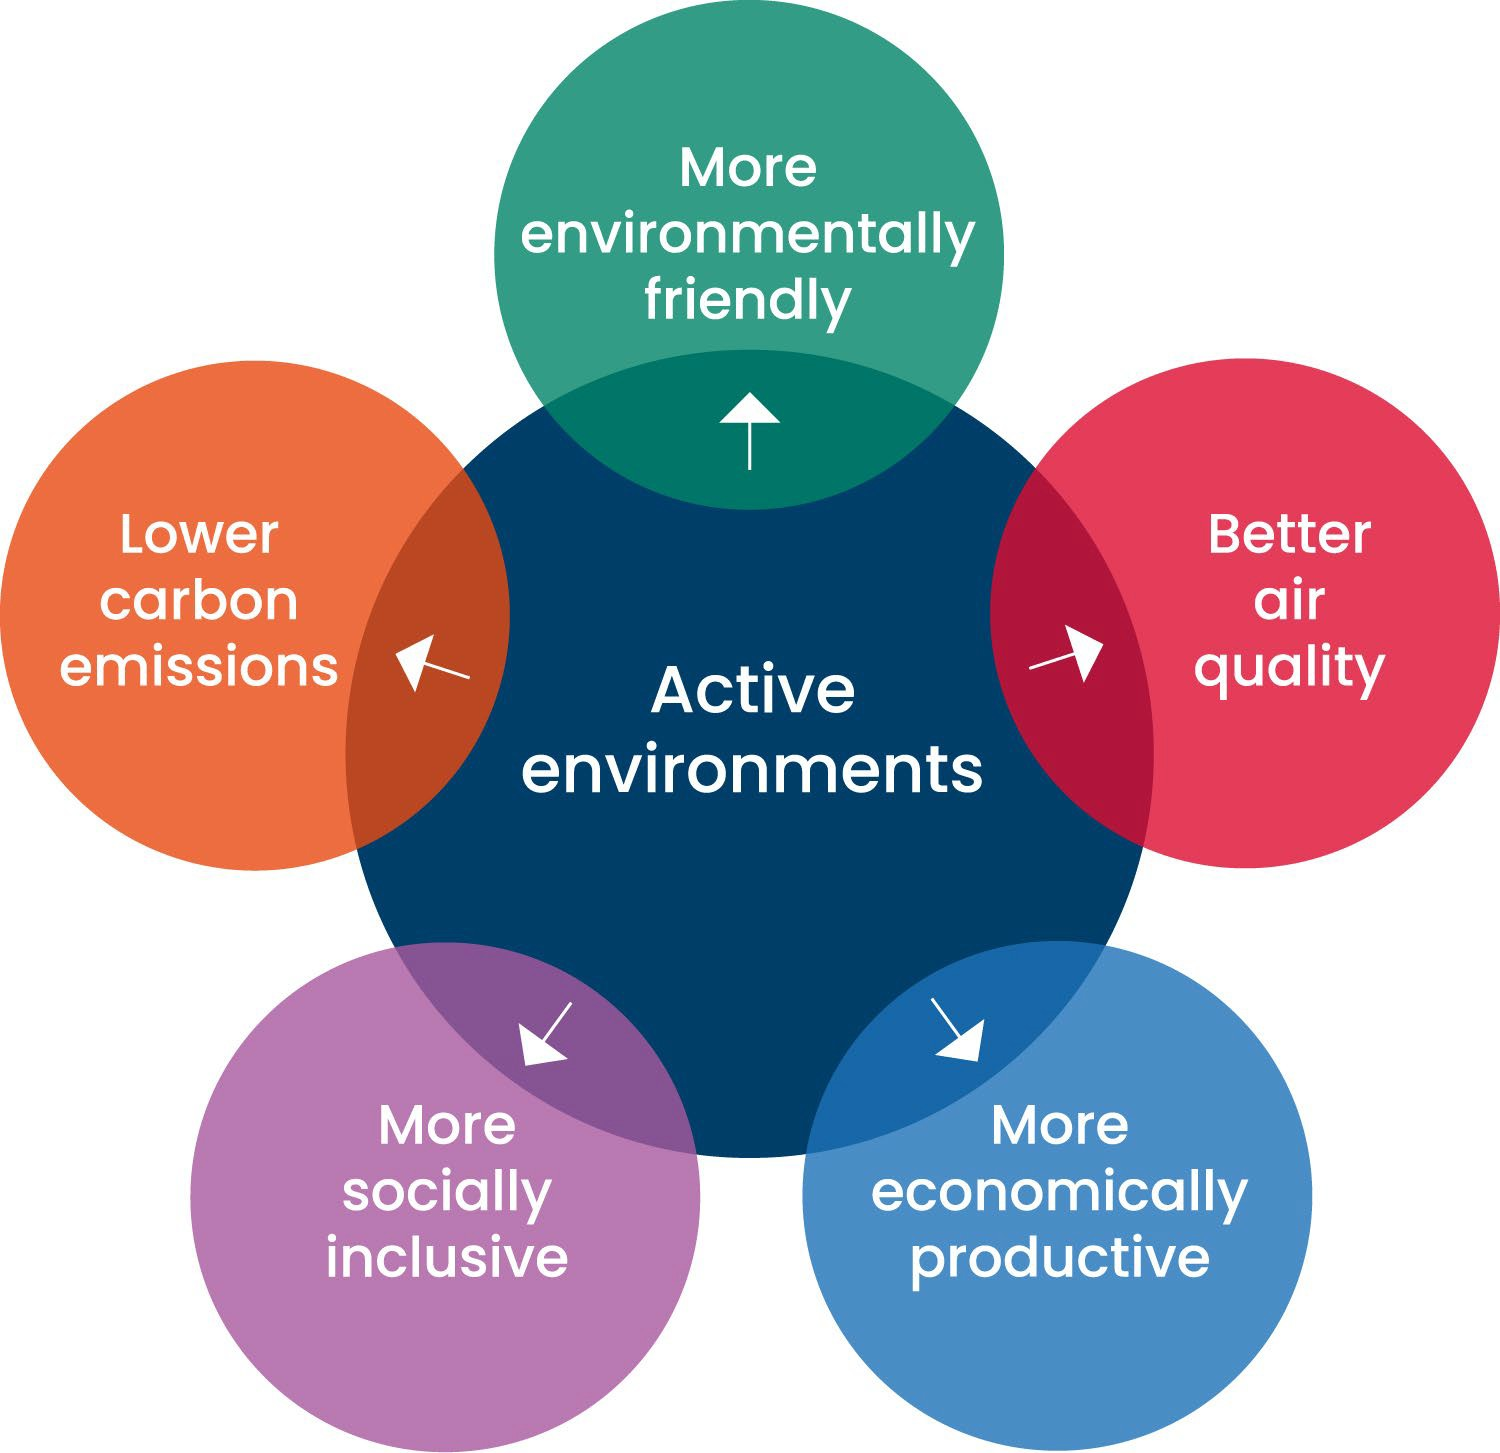 More
environmentally
friendly
Lower
carbon
emissions
Better
air
quality
Active
environments
More
socially
inclusive
More
economically
productive